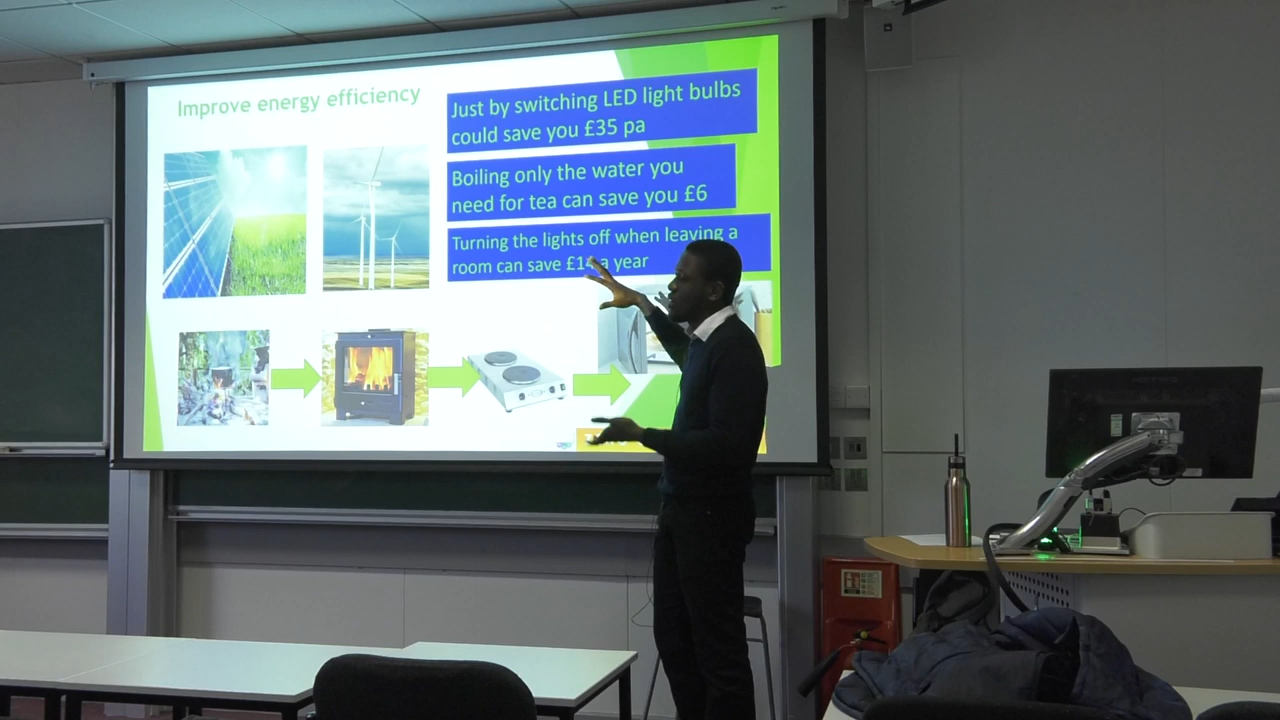 Improve energy efficiency
Just by switching LED light bulbs
could save you £35 pa
Boiling only the water you
need for tea can save you £6
Turning the lights off when leaving a
room can save a year